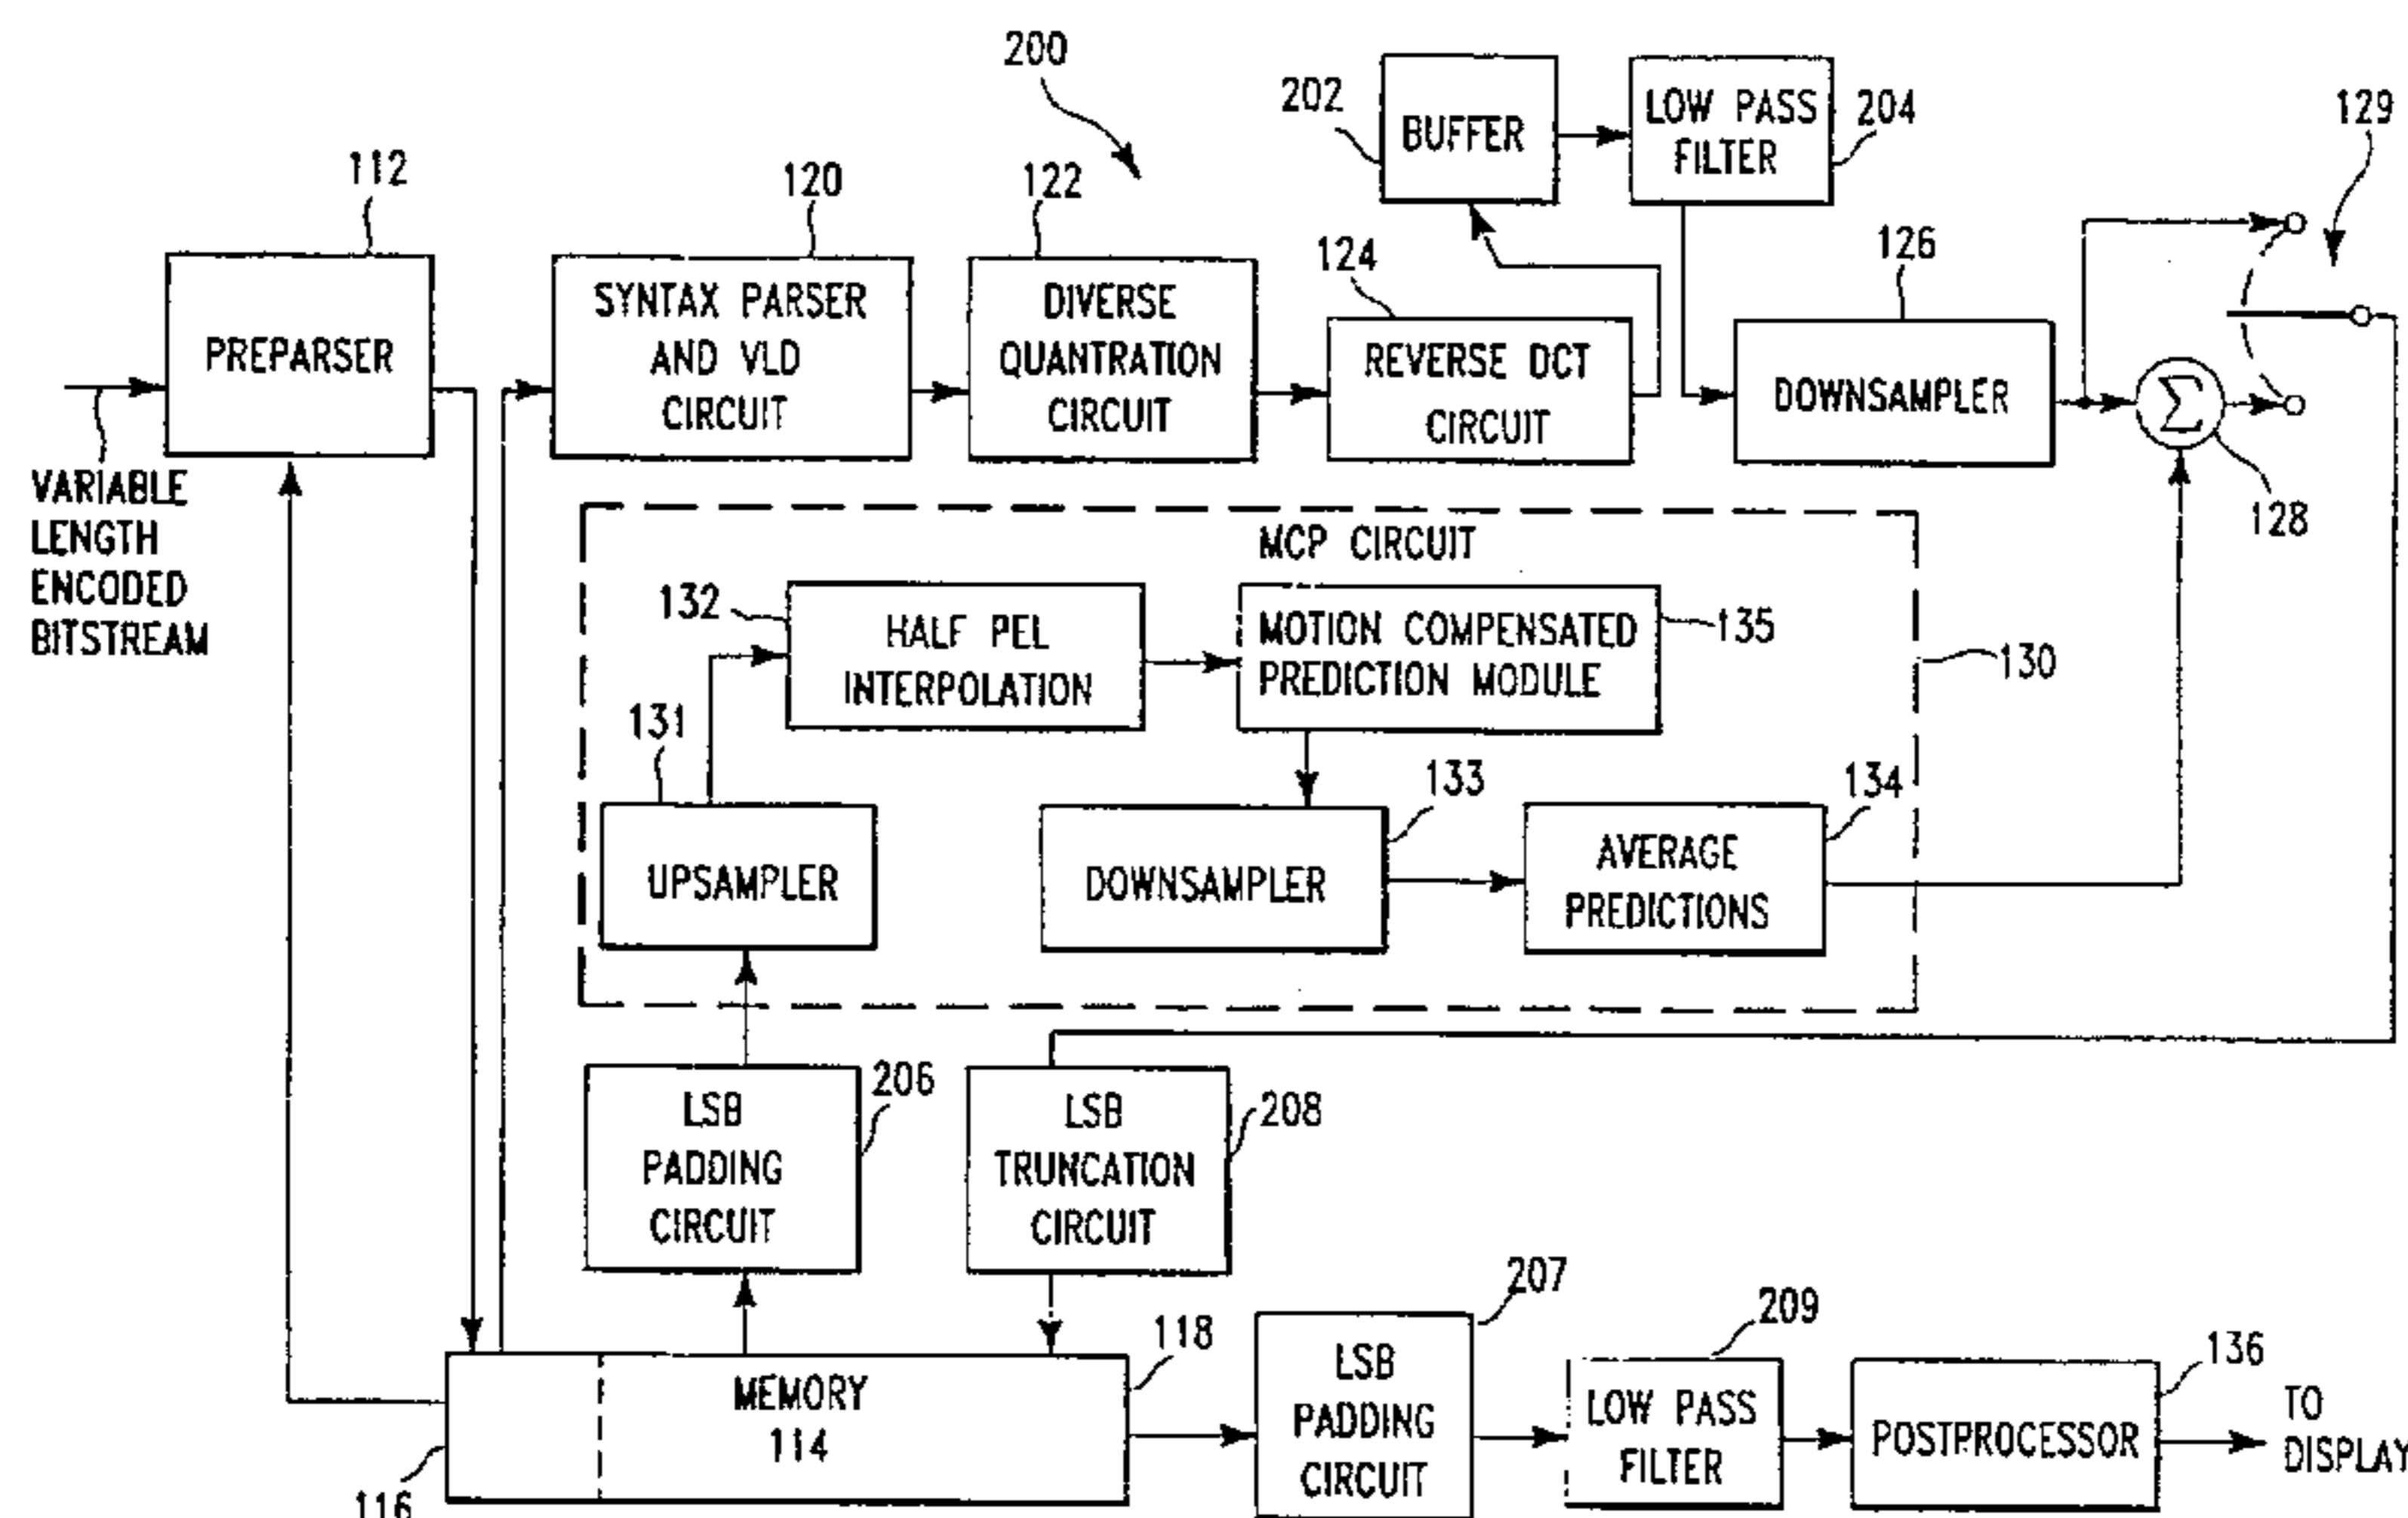 200
202
BUFFER
LOW PASS
FILTER
204
129
112
120
122
124
126
PREPARSER
SYNTAX PARSER
AND VLD
CIRCUIT
DIVERSE
QUANTRATION
CIRCUIT
REVERSE DCT
CIRCUIT
DOWNSAMPLER
Σ
128
VARIABLE
LENGTH
ENCODED
BITSTREAM
MCP CIRCUIT
132
HALF PEL
INTERPOLATION
MOTION COMPENSATED
PREDICTION MODULE
135
130
131
UPSAMPLER
DOWNSAMPLER
133
AVERAGE
PREDICTIONS
134
LSB
PADDING
CIRCUIT
206
LSB
TRUNCATION
CIRCUIT
208
MEMORY
114
118
116
LSB
PADDING
CIRCUIT
207
LOW PASS
FILTER
209
POSTPROCESSOR
136
TO
DISPLAY